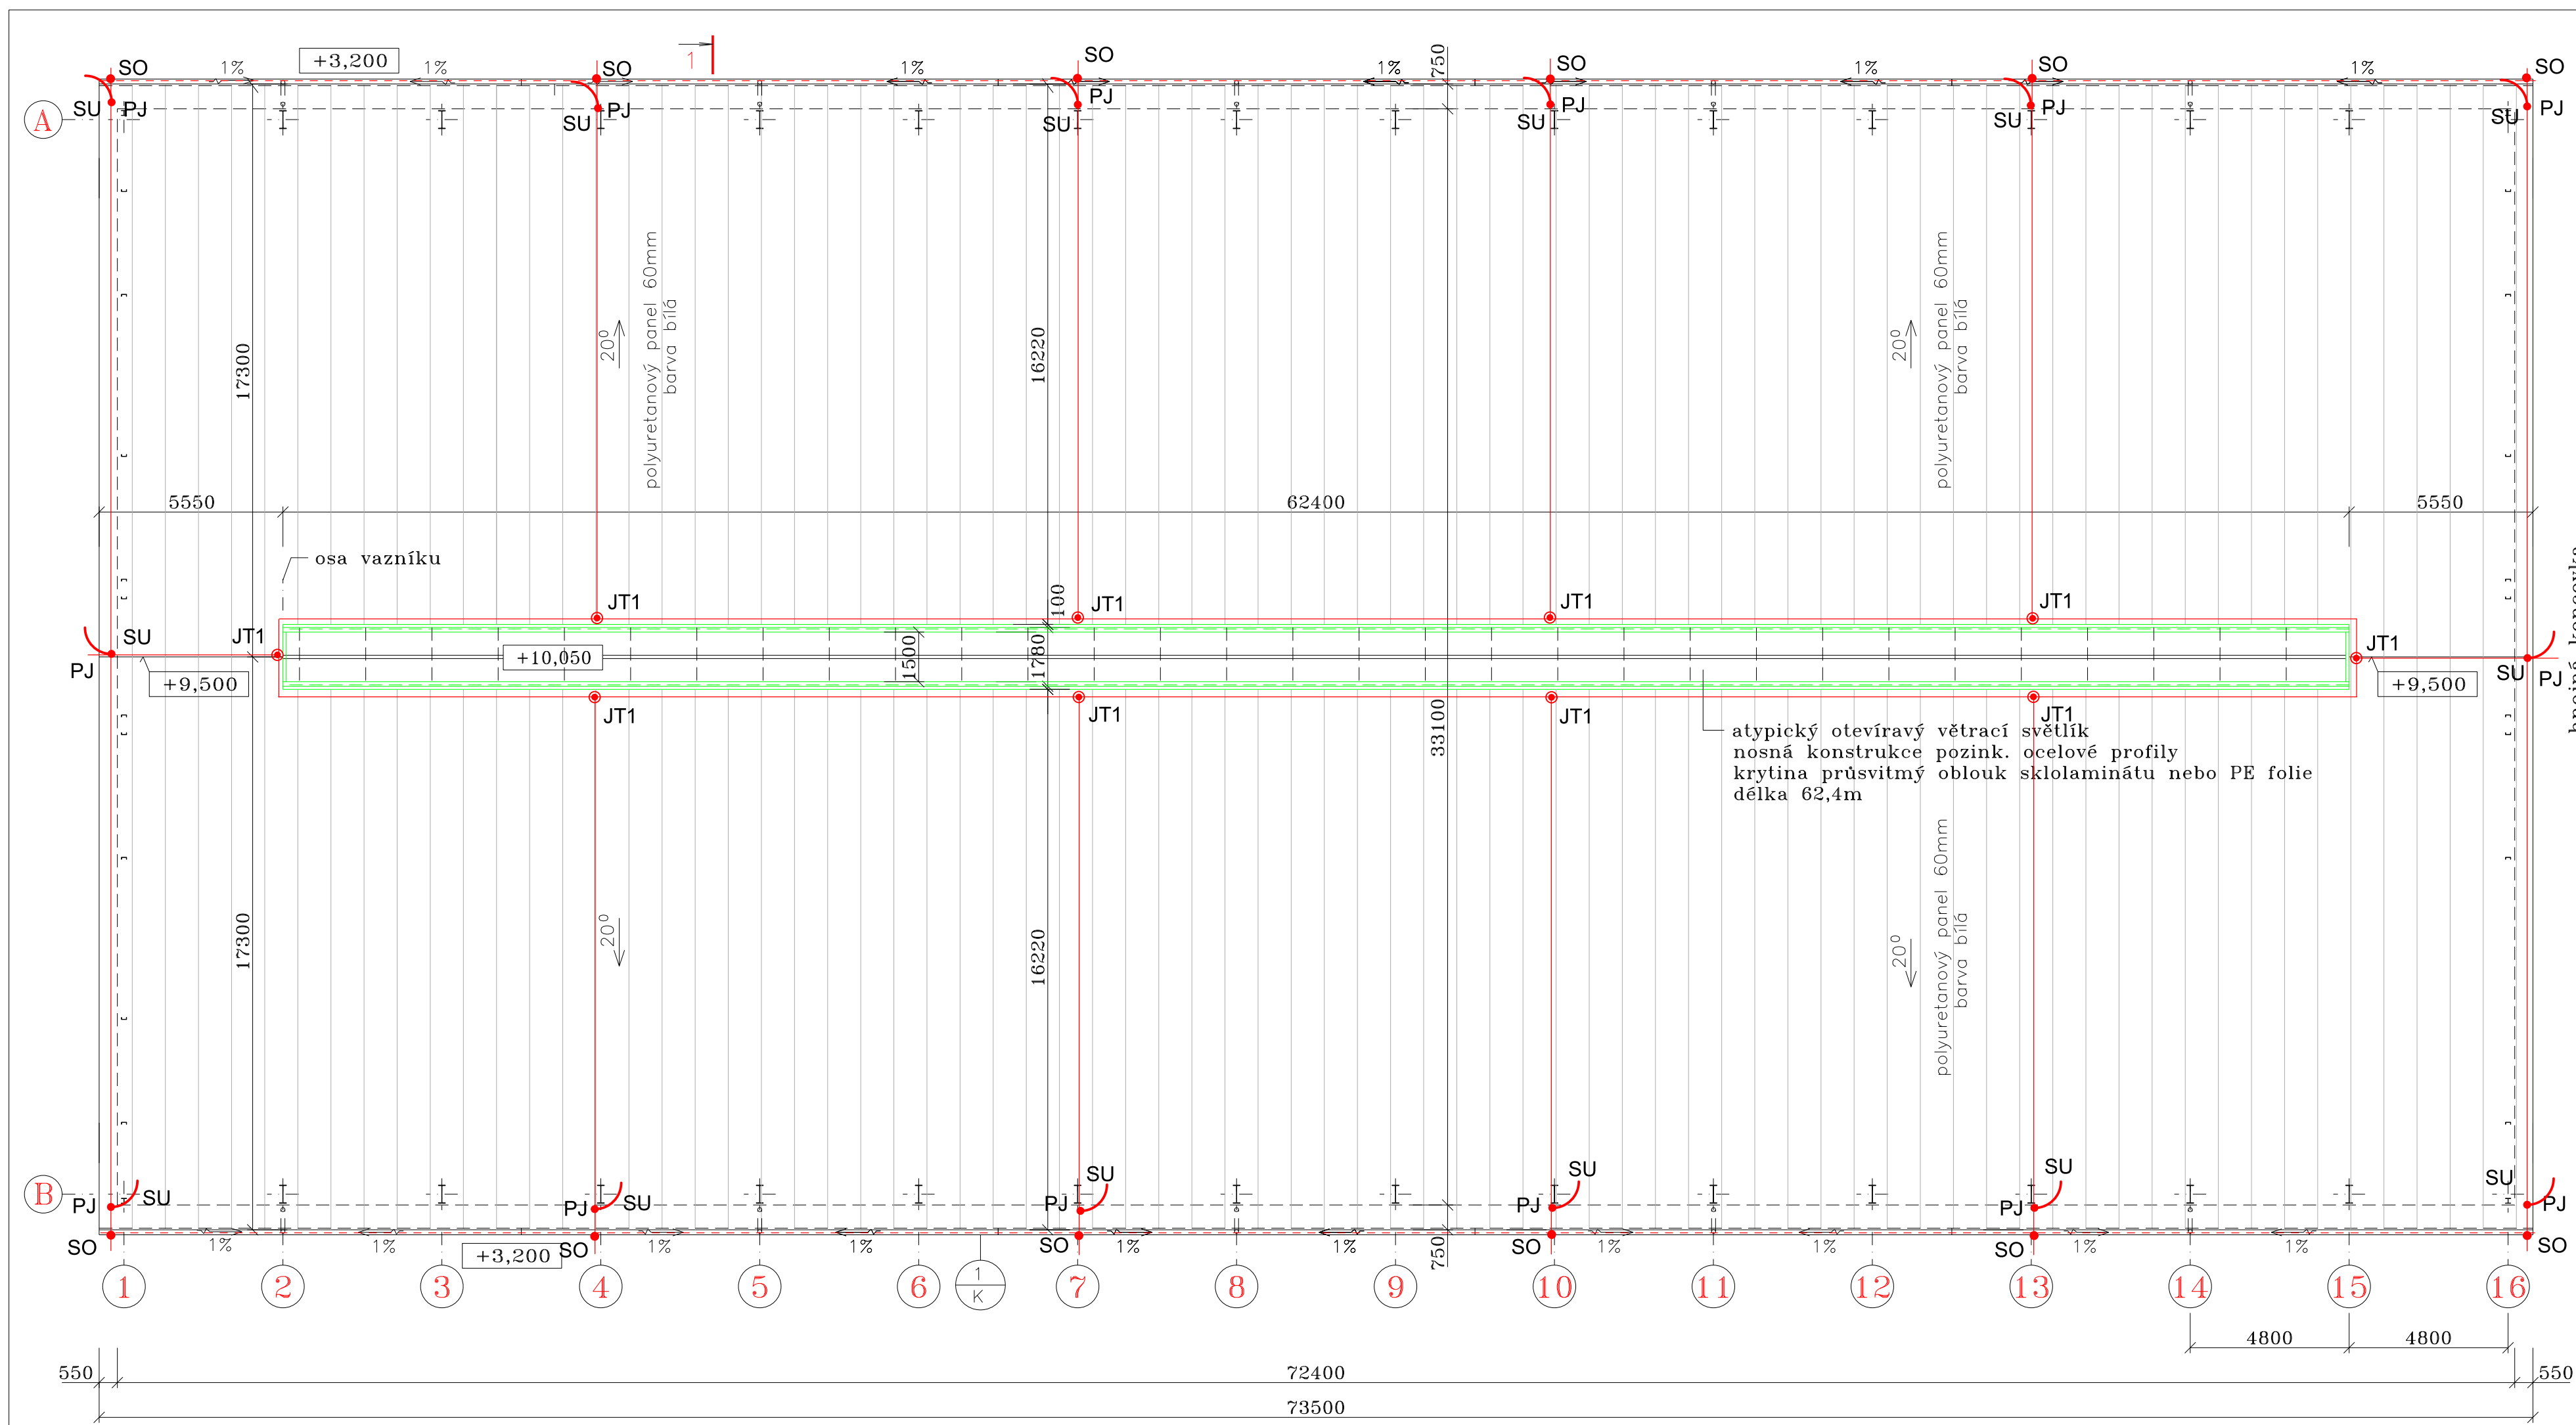 SO
1%
+3,200
1%
1
SO
1%
SO
750
1%
SO
1%
SO
1%
SO
A
SU
PJ
SU
PJ
SU
PJ
SU
PJ
SU
PJ
SU
PJ
17300
20°
polyuretanový panel 60mm
barva bílá
16220
20°
polyuretanový panel 60mm
barva bílá
5550
62400
5550
osa vazníku
100
JT1
JT1
JT1
JT1
SU
PJ
JT1
+9,500
+10,050
1500
1780
JT1
SU
PJ
+9,500
JT1
JT1
JT1
JT1
33100
atypický otevíravý větrací světlík
nosná konstrukce pozink. ocelové profily
krytina průsvitmý oblouk sklolaminátu nebo PE folie
délka 62,4m
17300
20°
16220
20°
polyuretanový panel 60mm
barva bílá
B
PJ
SU
PJ
SU
PJ
SU
PJ
SU
PJ
SU
SU
PJ
SO
1%
1%
+3,200
SO
1%
1%
SO
1%
1%
750
SO
1%
1%
SO
1%
1%
SO
1
2
3
4
5
6
1
K
7
8
9
10
11
12
13
14
15
16
4800
4800
550
72400
550
73500